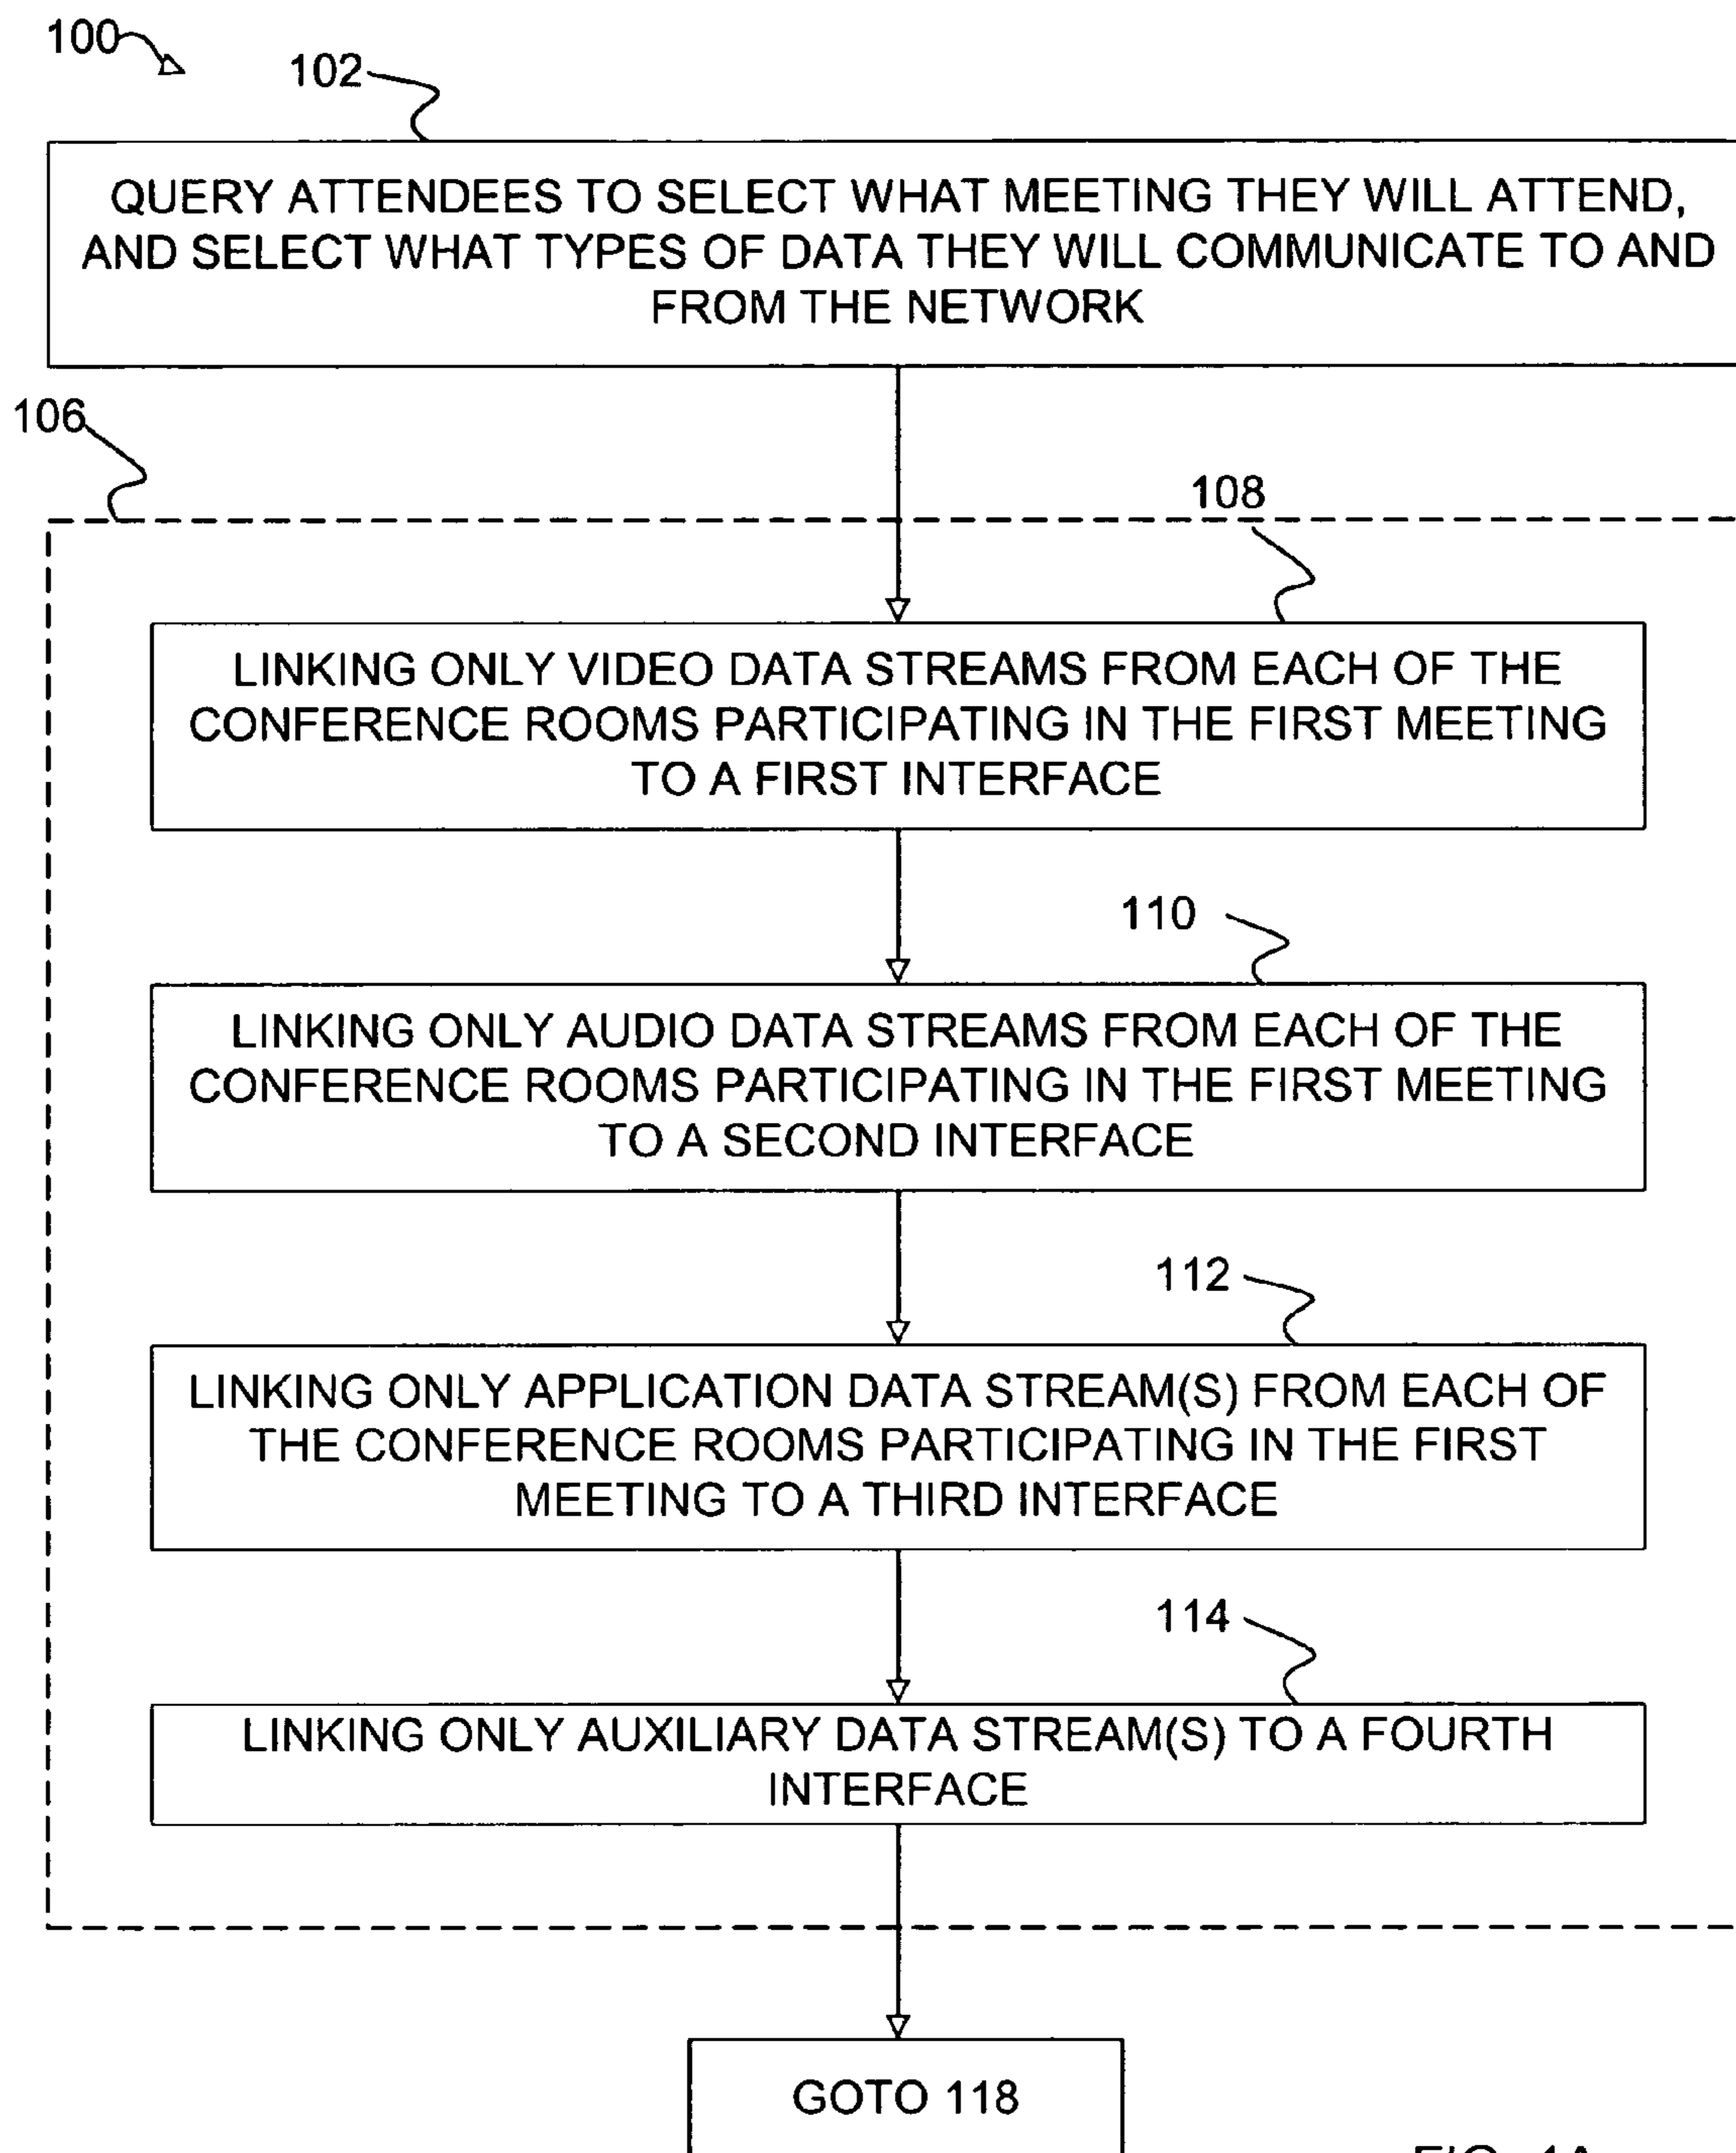 100
102
QUERY ATTENDEES TO SELECT WHAT MEETING THEY WILL ATTEND,
AND SELECT WHAT TYPES OF DATA THEY WILL COMMUNICATE TO AND
FROM THE NETWORK
106
108
LINKING ONLY VIDEO DATA STREAMS FROM EACH OF THE
CONFERENCE ROOMS PARTICIPATING IN THE FIRST MEETING
TO A FIRST INTERFACE
110
LINKING ONLY AUDIO DATA STREAMS FROM EACH OF THE
CONFERENCE ROOMS PARTICIPATING IN THE FIRST MEETING
TO A SECOND INTERFACE
112
LINKING ONLY APPLICATION DATA STREAM(S) FROM EACH OF
THE CONFERENCE ROOMS PARTICIPATING IN THE FIRST
MEETING TO A THIRD INTERFACE
114
LINKING ONLY AUXILIARY DATA STREAM(S) TO A FOURTH
INTERFACE
GOTO 118
FIG. 1A